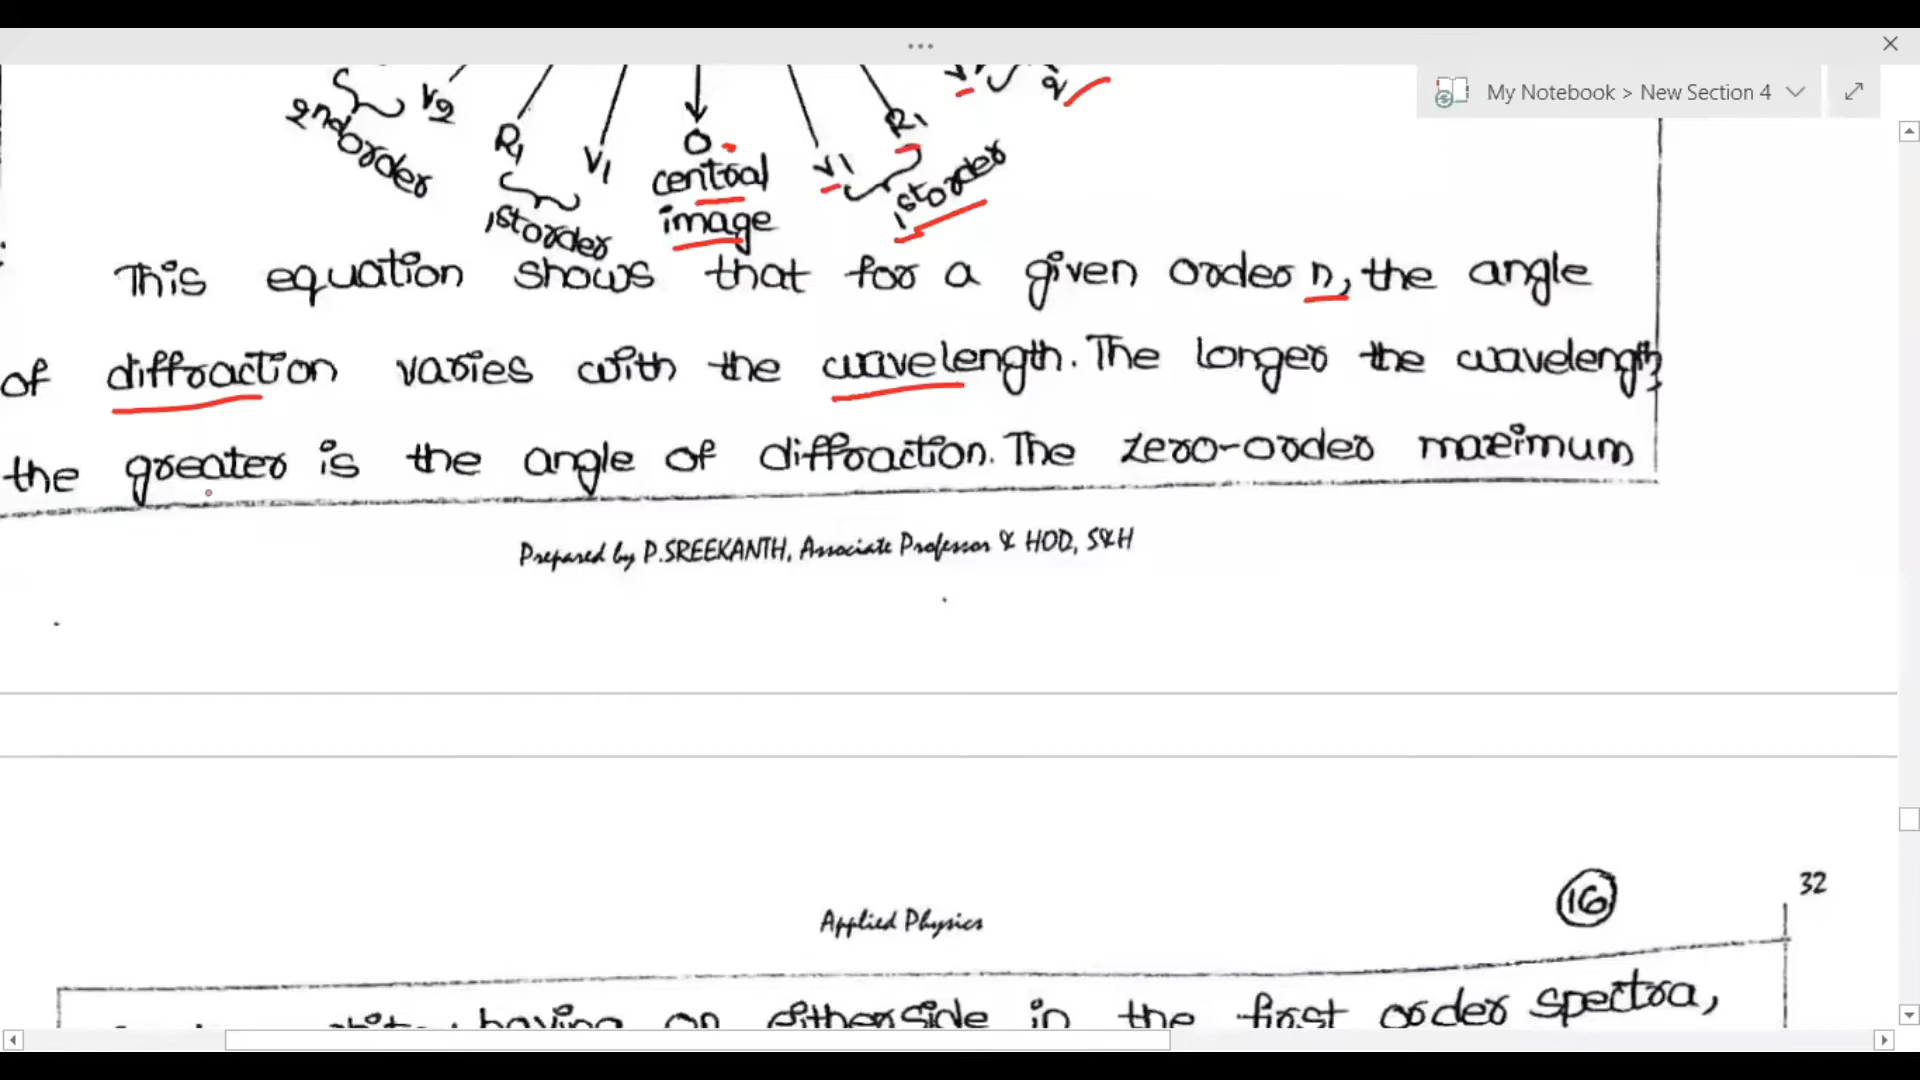 My Notebook > New Section 4
2nd order
V2
R1
V1
1st order
O
central
image
V1
R1
1st order
This equation shows that for a given order n, the angle
of diffraction varies with the wavelength. The longer the wavelength,
the greater is the angle of diffraction. The zero-order maximum
Prepared by P.SREEKANTH, Associate Professor & HOD, S&H
16
32
Applied Physics
having on eitherside in the first order spectra,